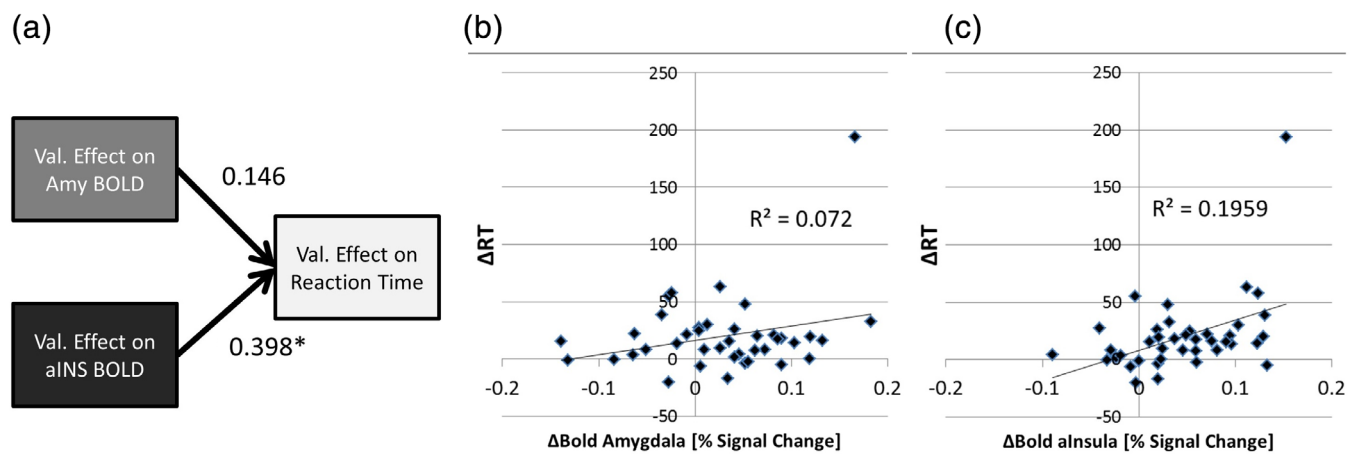 (a)
Val. Effect on
Amy BOLD
0.146
Val. Effect on
Reaction Time
Val. Effect on
aINS BOLD
0.398*
(b)
250
200
150
R² = 0.072
100
50
0
-50
-0.2
-0.1
0
0.1
0.2
ΔRT
ΔBold Amygdala [% Signal Change]
(c)
250
200
150
R² = 0.1959
100
50
0
-50
-0.2
-0.1
0
0.1
0.2
ΔRT
ΔBold aInsula [% Signal Change]